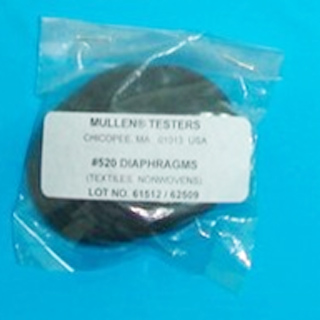 MULLEN® TESTERS
CHICOPEE, MA. 01013 USA
#520 DIAPHRAGMS
(TEXTILES, NONWOVENS)
LOT NO. 61512 / 62509